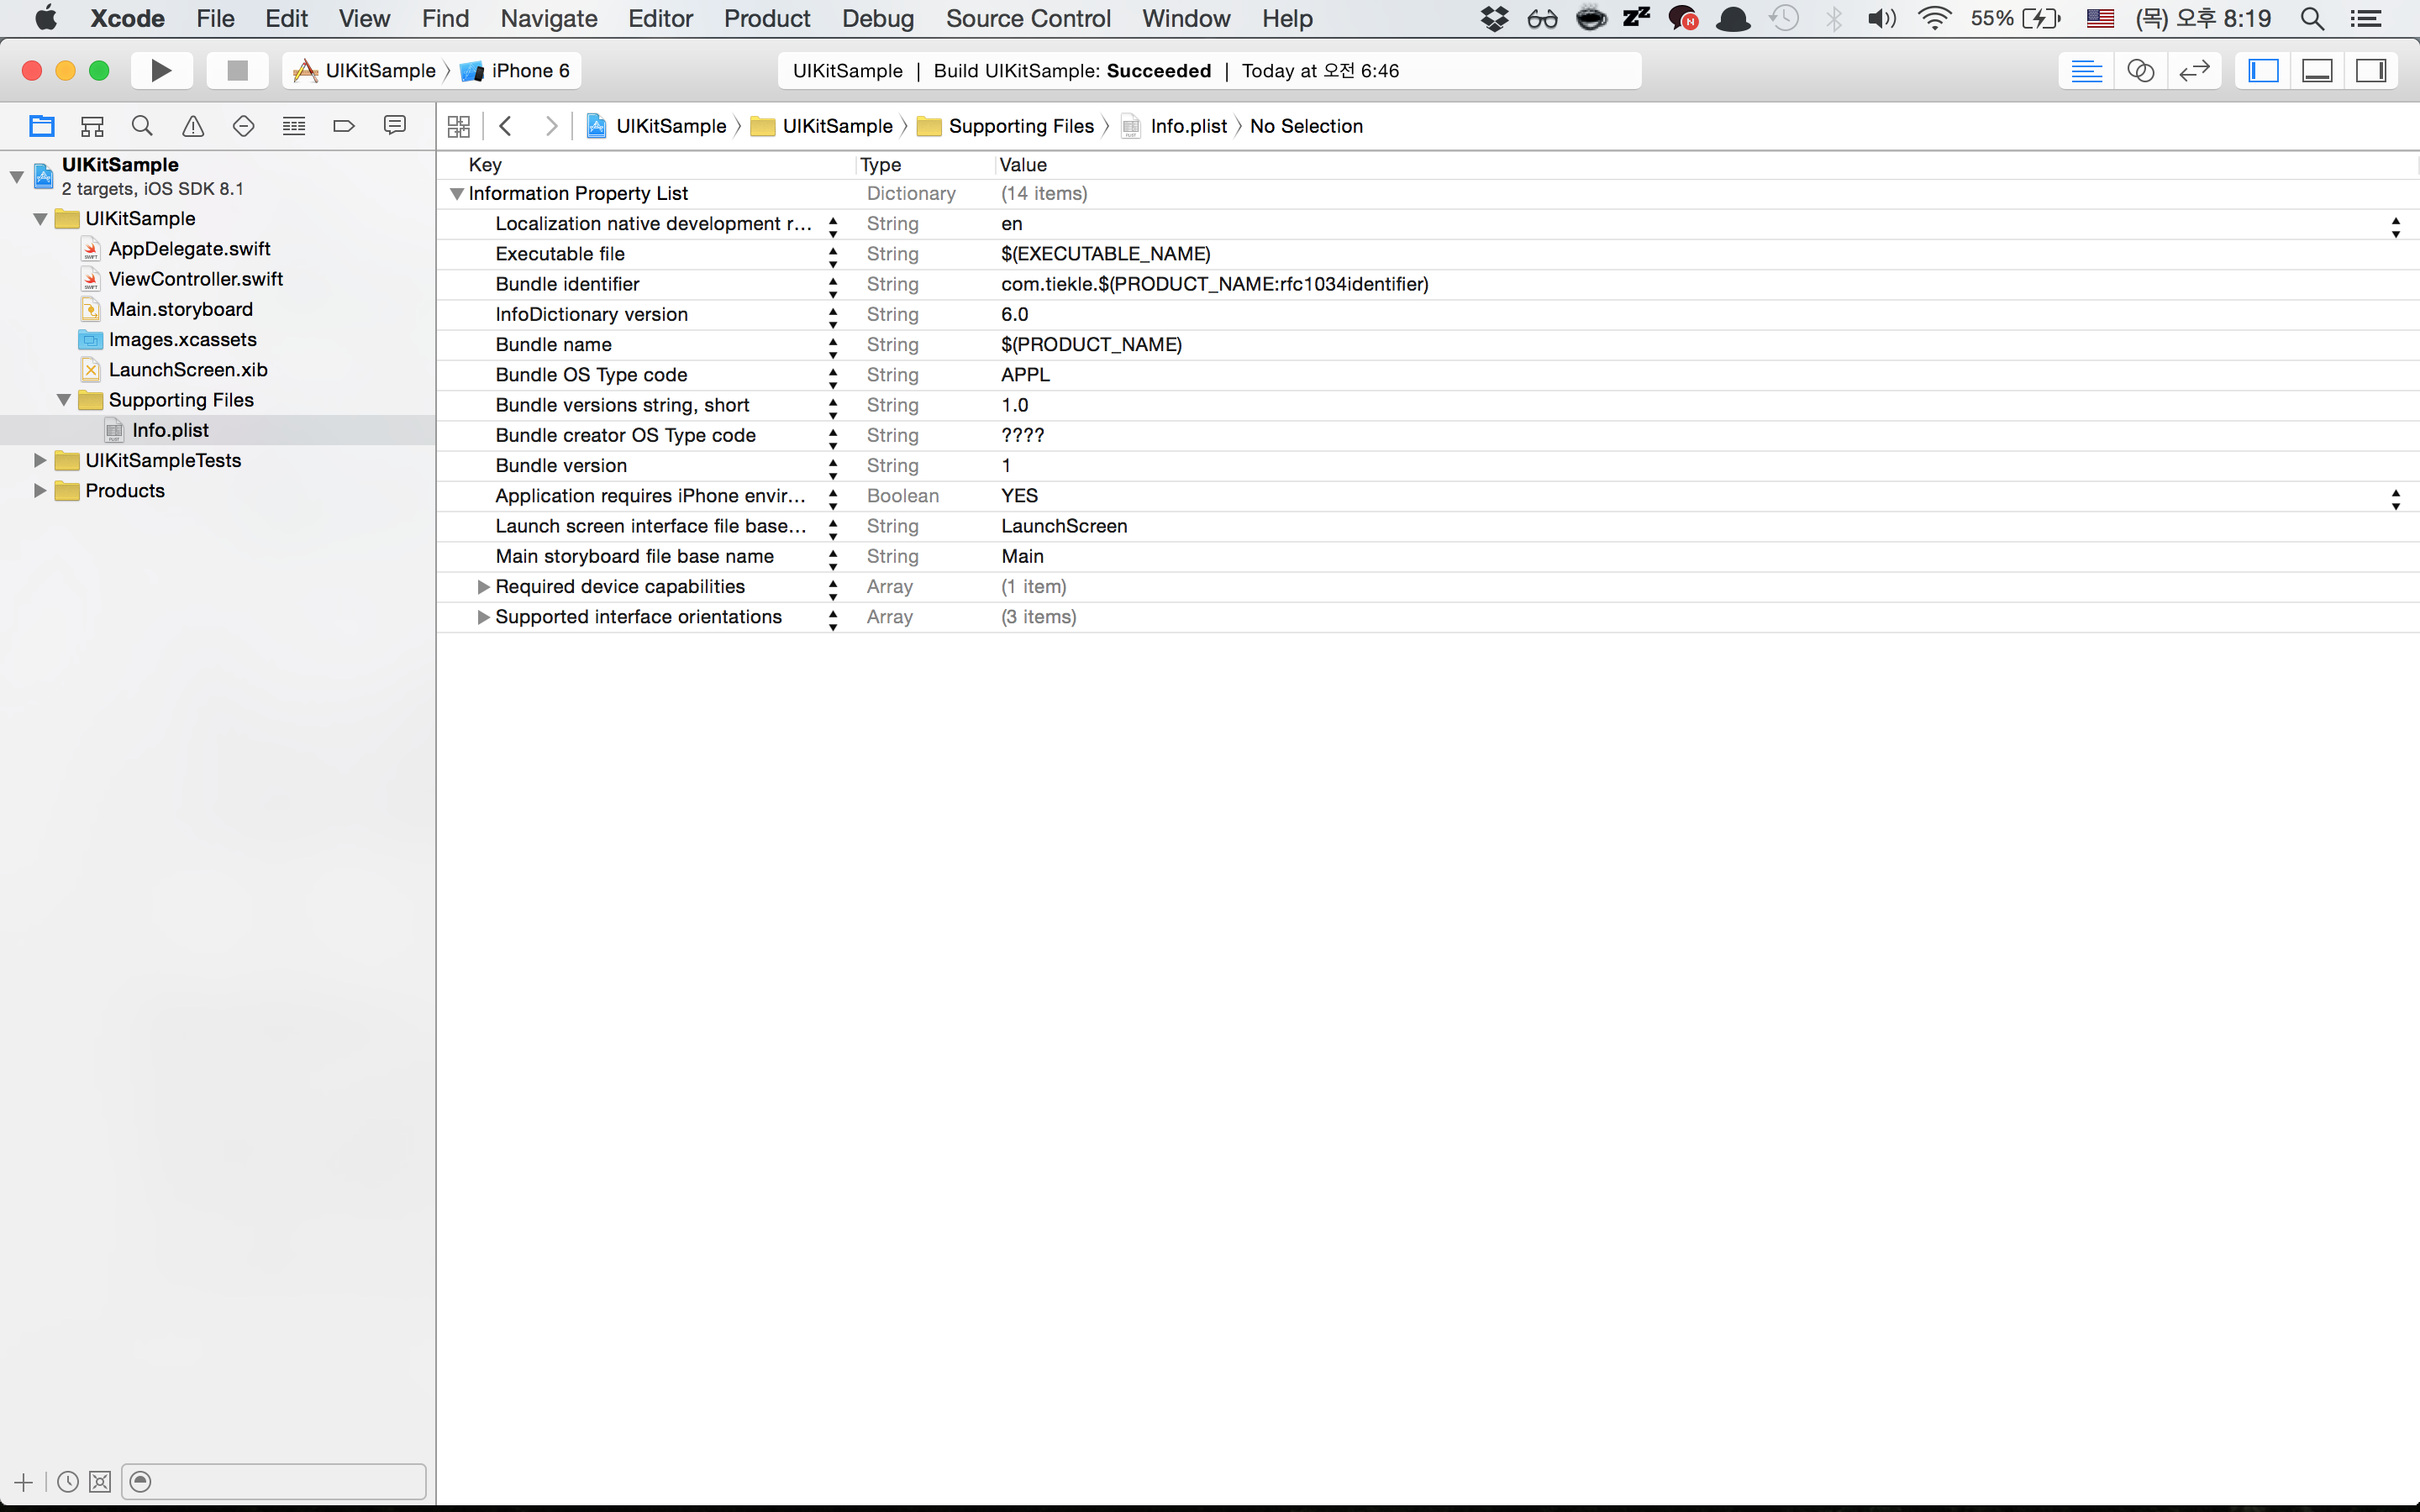 Xcode File Edit View Find Navigate Editor Product Debug Source Control Window Help 55% (목) 오후 8:19
UIKitSample iPhone 6
UIKitSample | Build UIKitSample: Succeeded | Today at 오전 6:46
UIKitSample UIKitSample Supporting Files Info.plist No Selection
UIKitSample
2 targets, iOS SDK 8.1
UIKitSample
AppDelegate.swift
ViewController.swift
Main.storyboard
Images.xcassets
LaunchScreen.xib
Supporting Files
Info.plist
UIKitSampleTests
Products
Key Type Value
Information Property List Dictionary (14 items)
Localization native development r... String en
Executable file String $(EXECUTABLE_NAME)
Bundle identifier String com.tiekle.$(PRODUCT_NAME:rfc1034identifier)
InfoDictionary version String 6.0
Bundle name String $(PRODUCT_NAME)
Bundle OS Type code String APPL
Bundle versions string, short String 1.0
Bundle creator OS Type code String ????
Bundle version String 1
Application requires iPhone envir... Boolean YES
Launch screen interface file base... String LaunchScreen
Main storyboard file base name String Main
Required device capabilities Array (1 item)
Supported interface orientations Array (3 items)